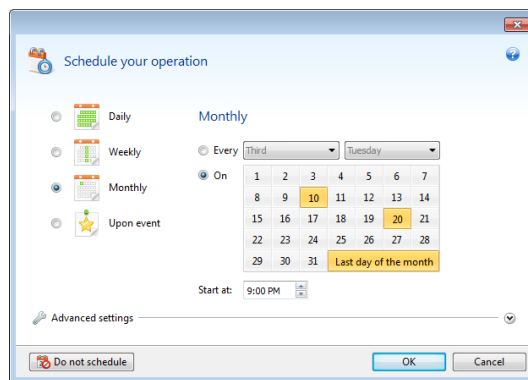 Schedule your operation
Daily
Weekly
Monthly
Upon event
Monthly
Every Third Tuesday
On
1 2 3 4 5 6 7
8 9 10 11 12 13 14
15 16 17 18 19 20 21
22 23 24 25 26 27 28
29 30 31 Last day of the month
Start at: 9:00 PM
Advanced settings
Do not schedule OK Cancel